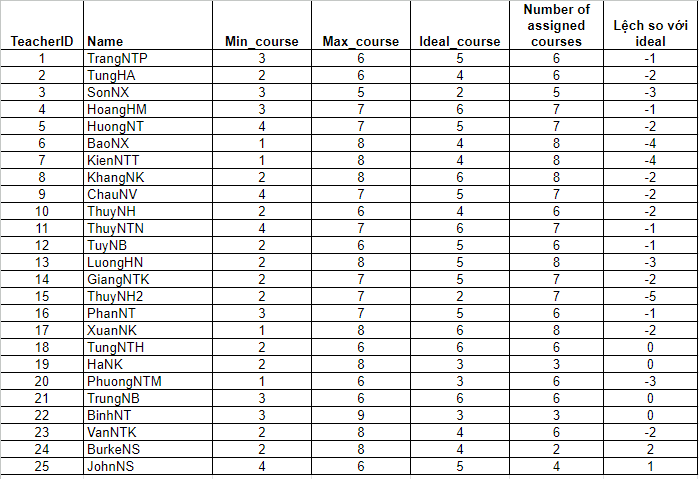 TeacherID Name Min_course Max_course Ideal_course Number of assigned courses Lệch so với ideal
1 TrangNTP 3 6 5 6 -1
2 TungHA 2 6 4 6 -2
3 SonNX 3 5 2 5 -3
4 HoangHM 3 7 6 7 -1
5 HuongNT 4 7 5 7 -2
6 BaoNX 1 8 4 8 -4
7 KienNTT 1 8 4 8 -4
8 KhangNK 2 8 6 8 -2
9 ChauNV 4 7 5 7 -2
10 ThuyNH 2 6 4 6 -2
11 ThuyNTN 4 7 6 7 -1
12 TuyNB 2 6 5 6 -1
13 LuongHN 2 8 5 8 -3
14 GiangNTK 2 7 5 7 -2
15 ThuyNH2 2 7 2 7 -5
16 PhanNT 3 7 5 6 -1
17 XuanNK 1 8 6 8 -2
18 TungNTH 2 6 6 6 0
19 HaNK 2 8 3 3 0
20 PhuongNTM 1 6 3 6 -3
21 TrungNB 3 6 6 6 0
22 BinhNT 3 9 3 3 0
23 VanNTK 2 8 4 6 -2
24 BurkeNS 2 8 4 2 2
25 JohnNS 4 6 5 4 1